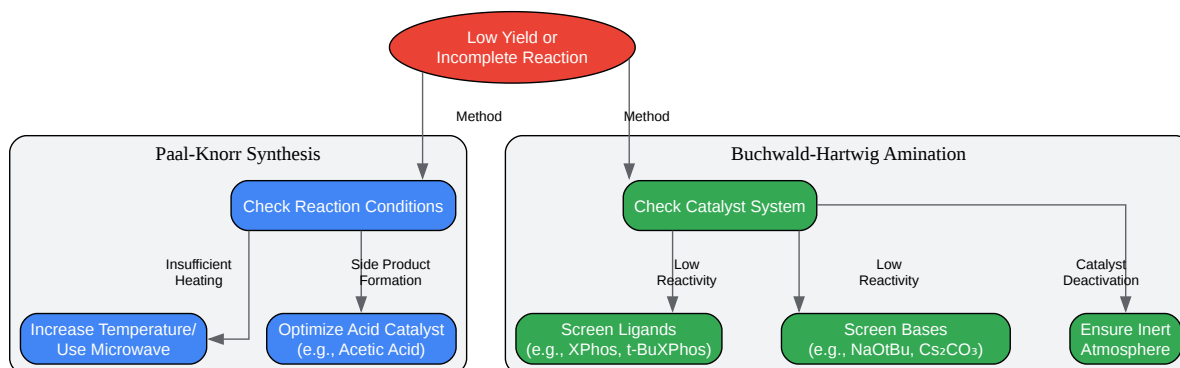 Low Yield or
Incomplete Reaction
Method
Method
Paal-Knorr Synthesis
Buchwald-Hartwig Amination
Check Reaction Conditions
Check Catalyst System
Insufficient
Heating
Side Product
Formation
Low
Reactivity
Low
Reactivity
Catalyst
Deactivation
Increase Temperature/
Use Microwave
Optimize Acid Catalyst
(e.g., Acetic Acid)
Screen Ligands
(e.g., XPhos, t-BuXPhos)
Screen Bases
(e.g., NaOtBu, Cs₂CO₃)
Ensure Inert
Atmosphere